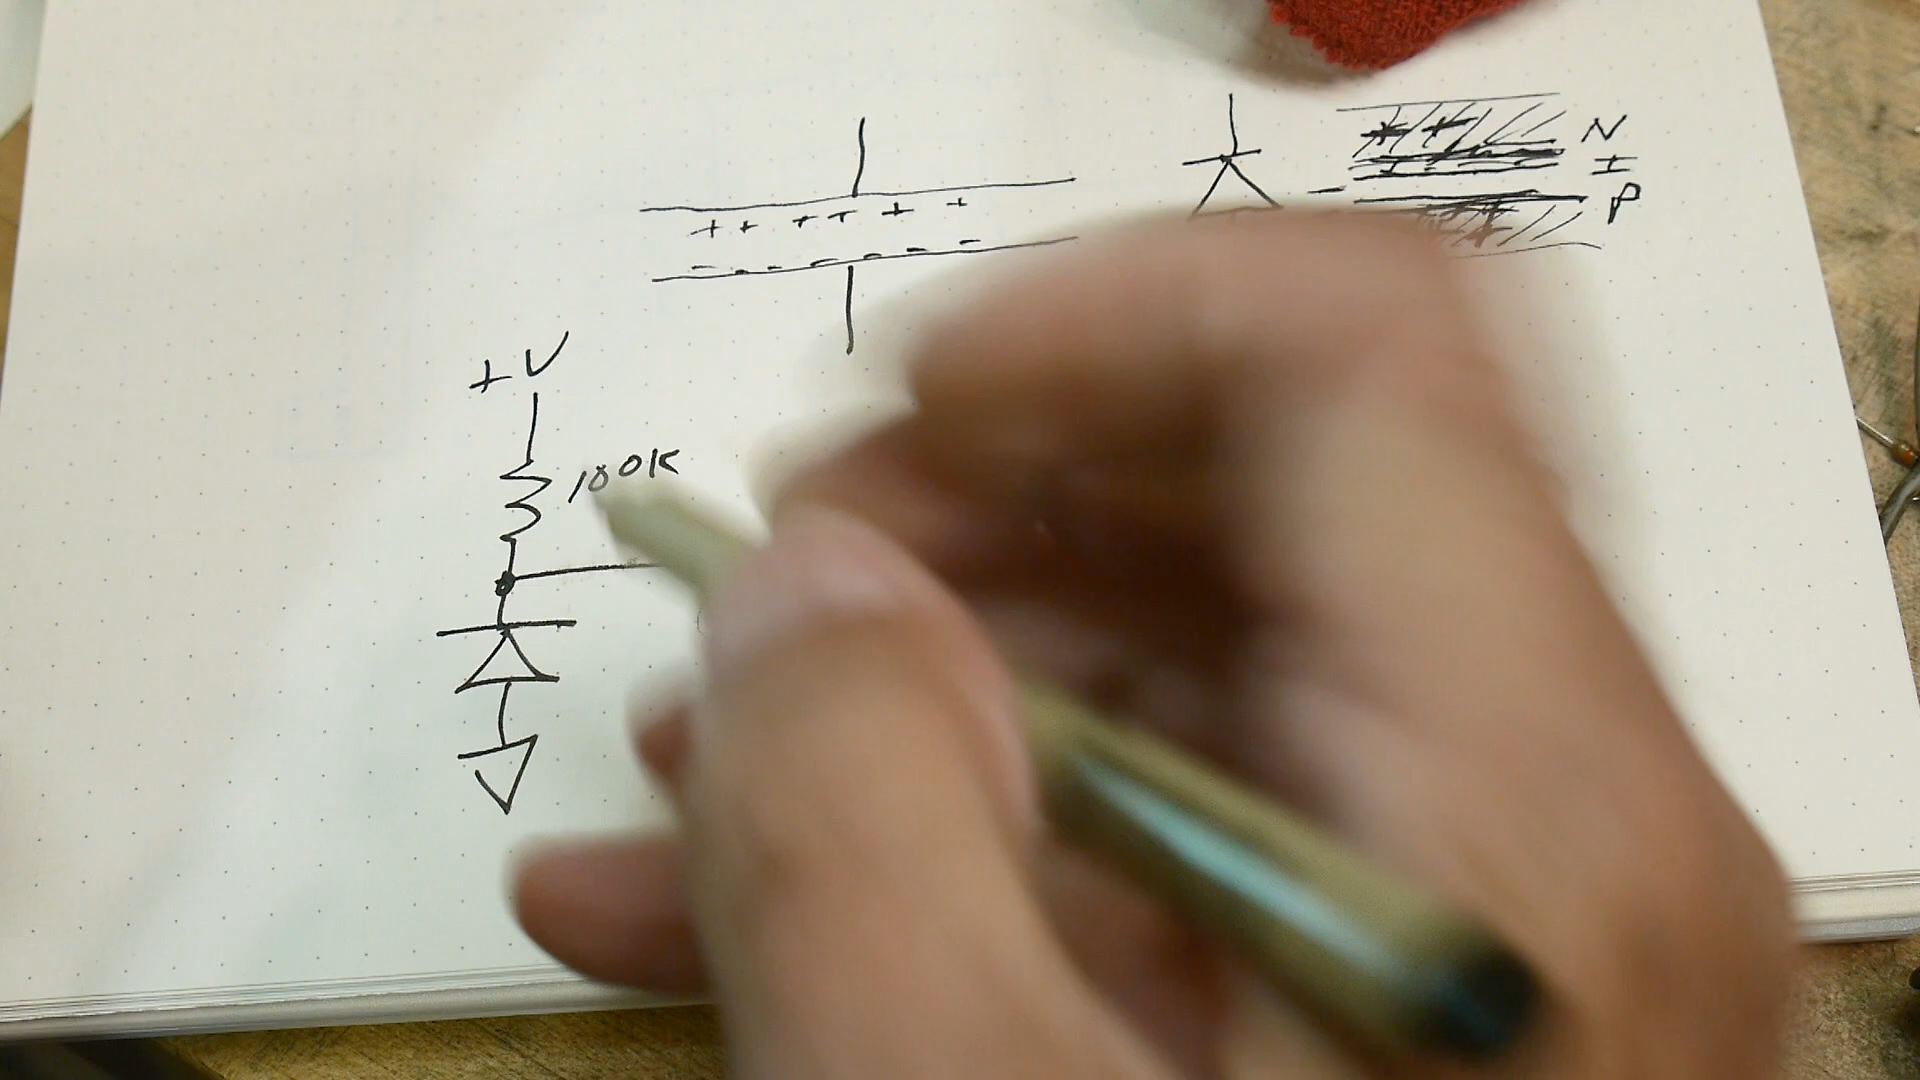 ++ ++ + +
- - - - - - -
N
I
P
-
+V
100K